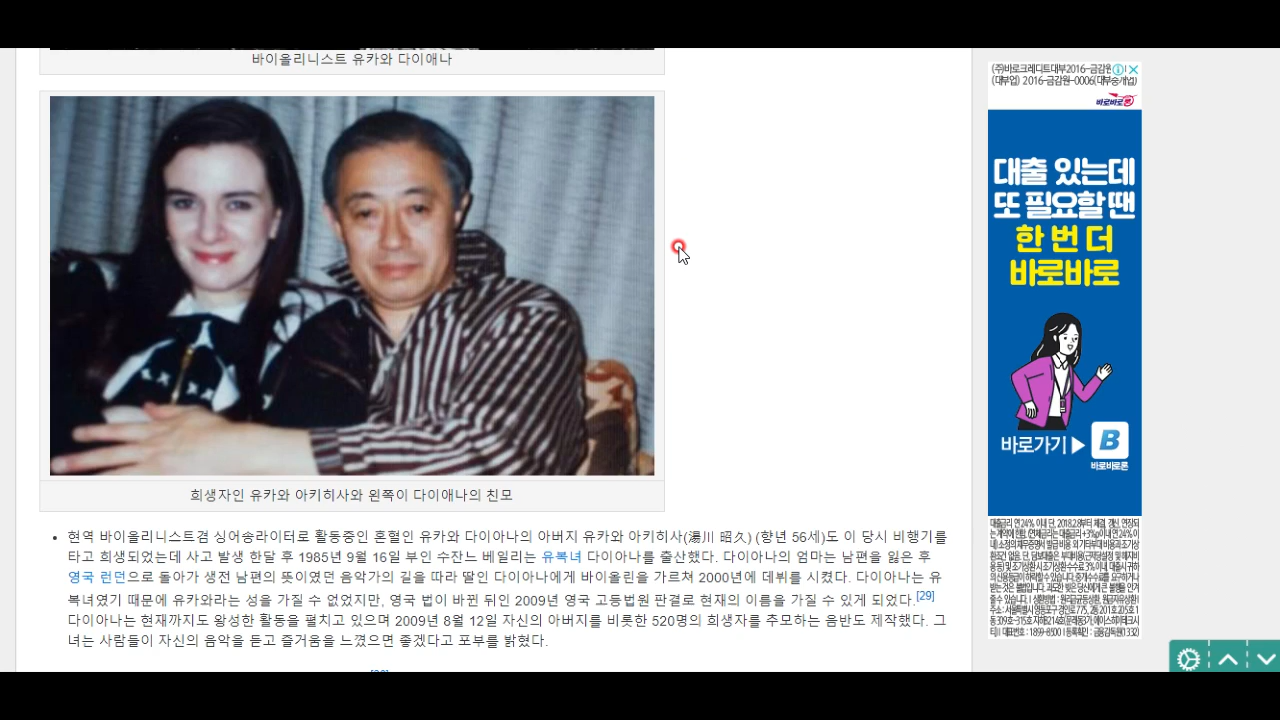 바이올리니스트 유카와 다이애나
희생자인 유카와 아키히사와 왼쪽이 다이애나의 친모
현역 바이올리니스트겸 싱어송라이터로 활동중인 혼혈인 유카와 다이애나의 아버지 유카와 아키히사(湯川 昭久) (향년 56세)도 이 당시 비행기를
타고 희생되었는데 사고 발생 한달 후 1985년 9월 16일 부인 수잔느 베일리는 유복녀 다이애나를 출산했다. 다이애나의 엄마는 남편을 잃은 후
영국 런던으로 돌아가 생전 남편의 뜻이였던 음악가의 길을 따라 딸인 다이애나에게 바이올린을 가르쳐 2000년에 데뷔를 시켰다. 다이애나는 유
복녀였기 때문에 유카와라는 성을 가질 수 없었지만, 영국 법이 바뀐 뒤인 2009년 영국 고등법원 판결로 현재의 이름을 가질 수 있게 되었다.[29]
다이애나는 현재까지도 왕성한 활동을 펼치고 있으며 2009년 8월 12일 자신의 아버지를 비롯한 520명의 희생자를 추모하는 음반도 제작했다. 그
녀는 사람들이 자신의 음악을 듣고 즐거움을 느꼈으면 좋겠다고 포부를 밝혔다.
(주)바로크레디트대부2016-금감원
(대부업) 2016-금감원-0006(대부중개업)
바로바로론
대출 있는데
또 필요할 땐
한 번 더
바로바로
바로가기 ▶ B
바로바로론